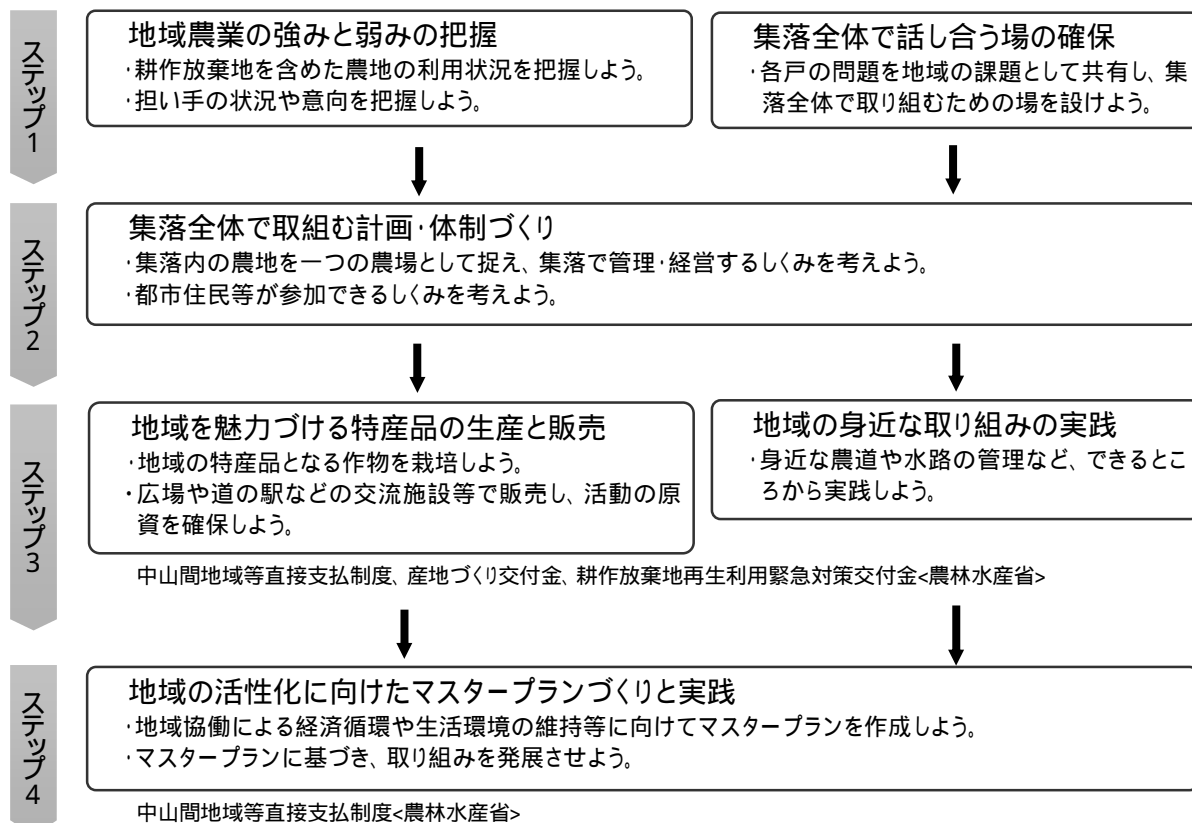 ステップ1
地域農業の強みと弱みの把握
・耕作放棄地を含めた農地の利用状況を把握しよう。
・担い手の状況や意向を把握しよう。
集落全体で話し合う場の確保
・各戸の問題を地域の課題として共有し、集
落全体で取り組むための場を設けよう。
ステップ2
集落全体で取組む計画・体制づくり
・集落内の農地を一つの農場として捉え、集落で管理・経営するしくみを考えよう。
・都市住民等が参加できるしくみを考えよう。
ステップ3
地域を魅力づける特産品の生産と販売
・地域の特産品となる作物を栽培しよう。
・広場や道の駅などの交流施設等で販売し、活動の原
資を確保しよう。
地域の身近な取り組みの実践
・身近な農道や水路の管理など、できるとこ
ろから実践しよう。
中山間地域等直接支払制度、産地づくり交付金、耕作放棄地再生利用緊急対策交付金<農林水産省>
ステップ4
地域の活性化に向けたマスタープランづくりと実践
・地域協働による経済循環や生活環境の維持等に向けてマスタープランを作成しよう。
・マスタープランに基づき、取り組みを発展させよう。
中山間地域等直接支払制度<農林水産省>